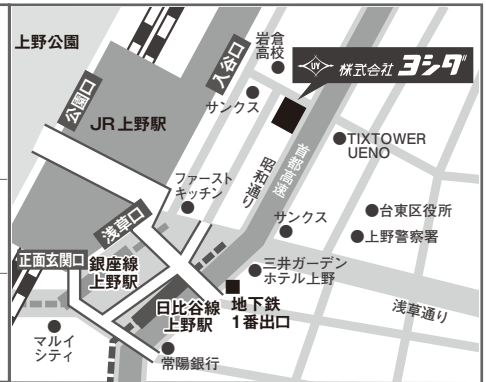 上野公園
岩倉
高校
入谷口
UY
株式会社 ヨシダ
サンクス
公園口
JR上野駅
首都高速
昭和通り
TIXTOWER
UENO
ファースト
キッチン
浅草口
サンクス
台東区役所
上野警察署
正面玄関口
銀座線
上野駅
三井ガーデン
ホテル上野
日比谷線
上野駅
地下鉄
1番出口
浅草通り
マルイ
シティ
常陽銀行